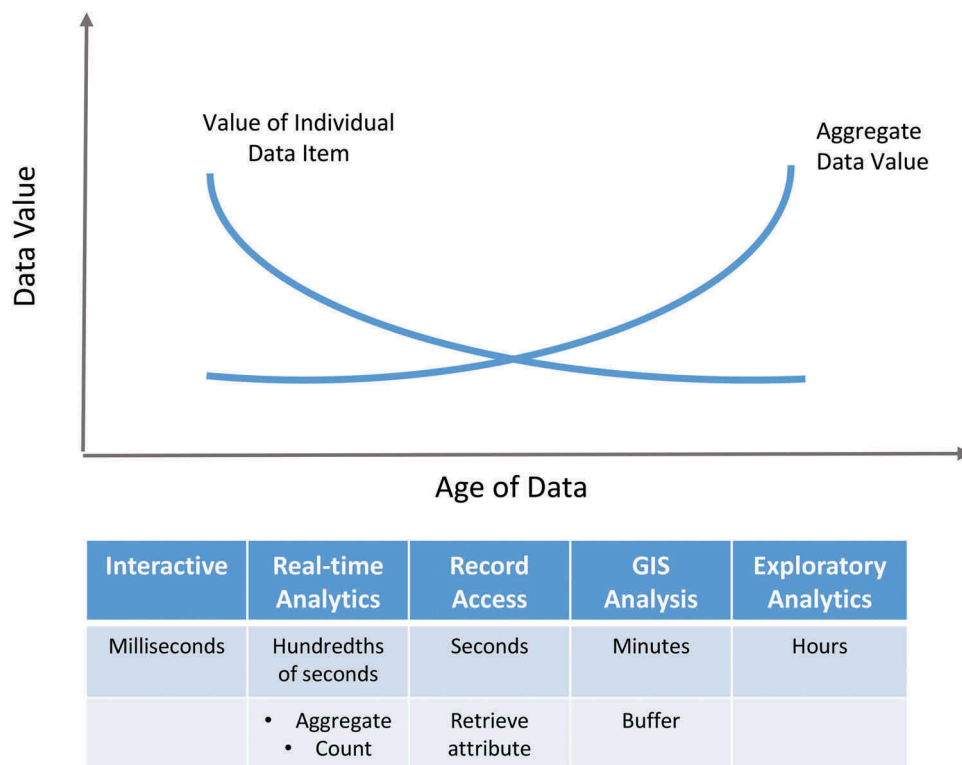 Value of Individual
Data Item
Aggregate
Data Value
Data Value
Age of Data
Interactive
Real-time
Analytics
Record
Access
GIS
Analysis
Exploratory
Analytics
Milliseconds
Hundredths
of seconds
Seconds
Minutes
Hours
• Aggregate
• Count
Retrieve
attribute
Buffer